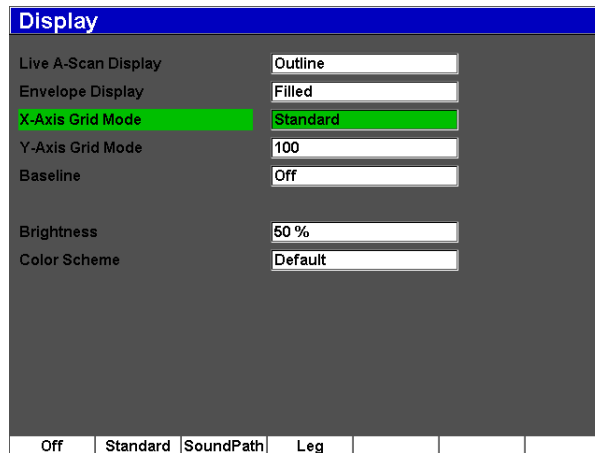 Display
Live A-Scan Display Outline
Envelope Display Filled
X-Axis Grid Mode Standard
Y-Axis Grid Mode 100
Baseline Off
Brightness 50 %
Color Scheme Default
Off Standard SoundPath Leg